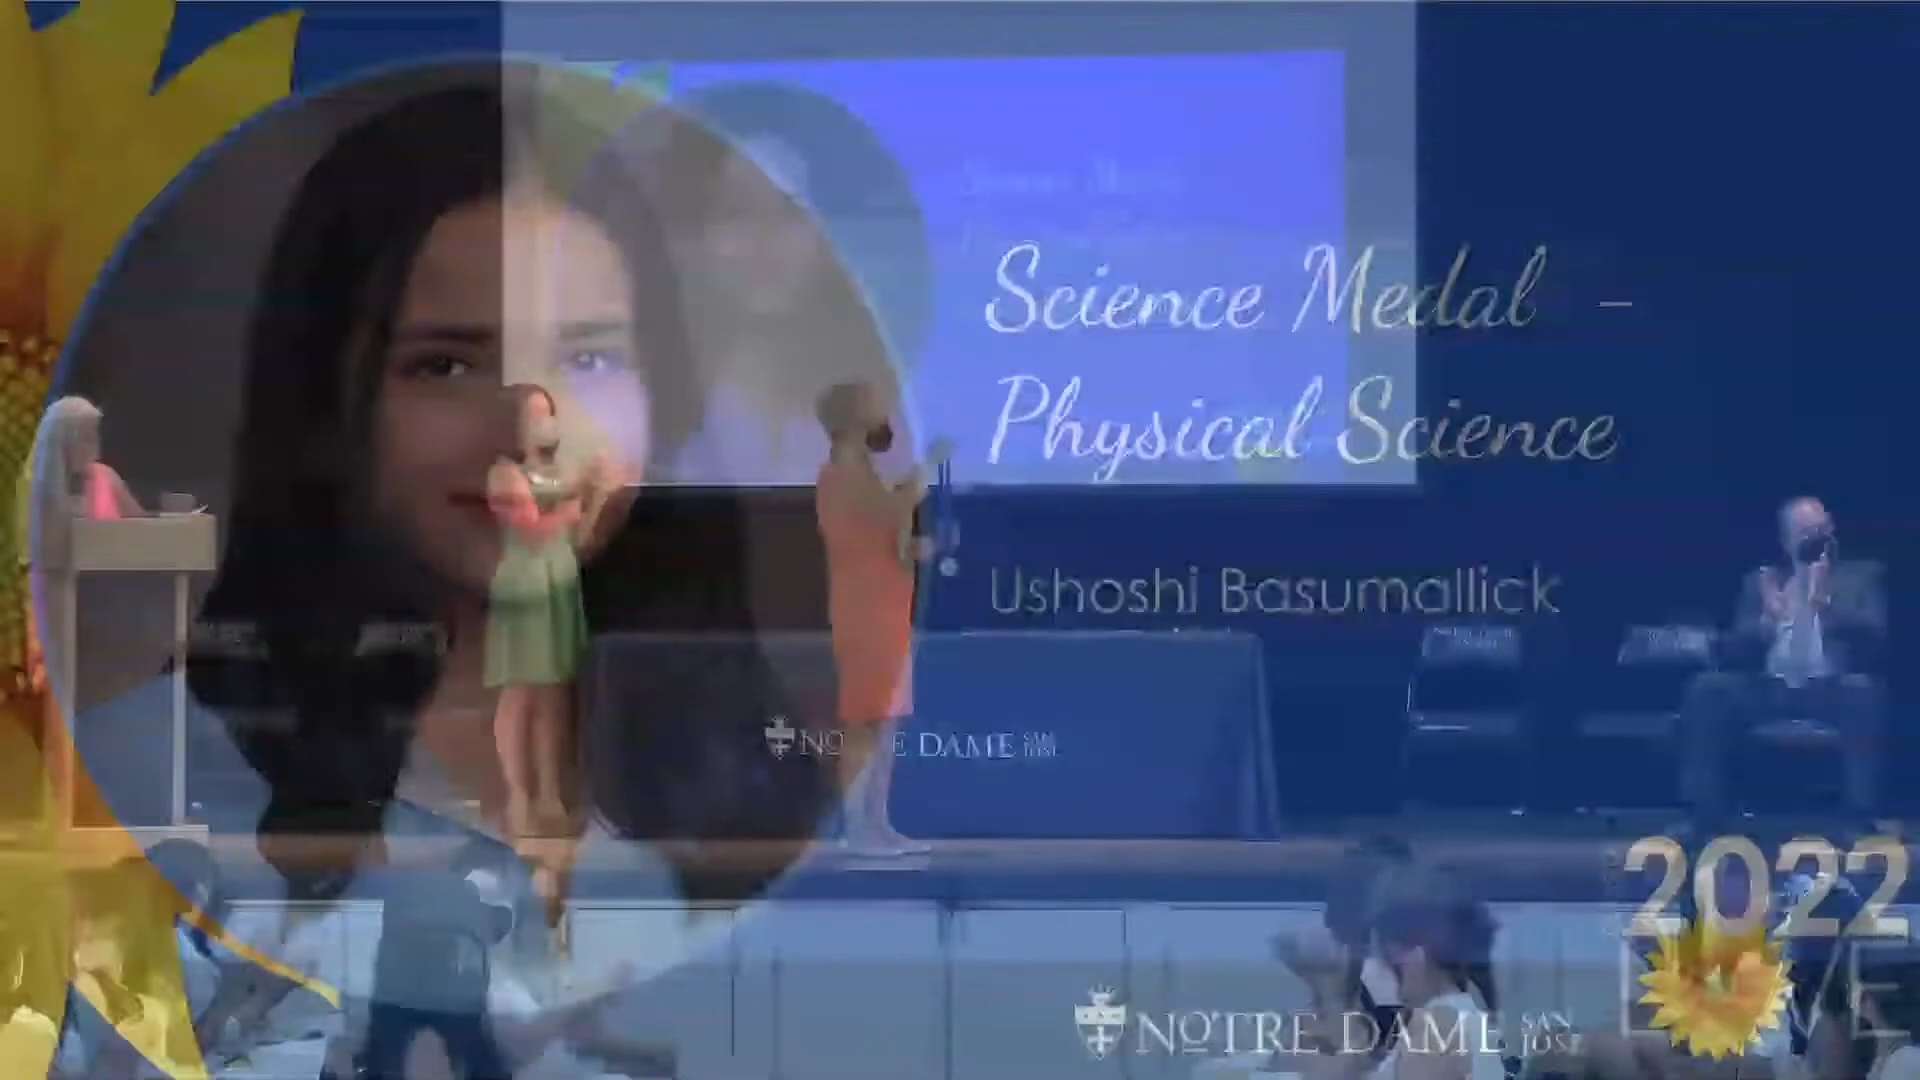 Science Medal –
Physical Science
Ushoshi Basumallick
NOTRE DAME SAN JOSE
2022
NOTRE DAME SAN JOSE